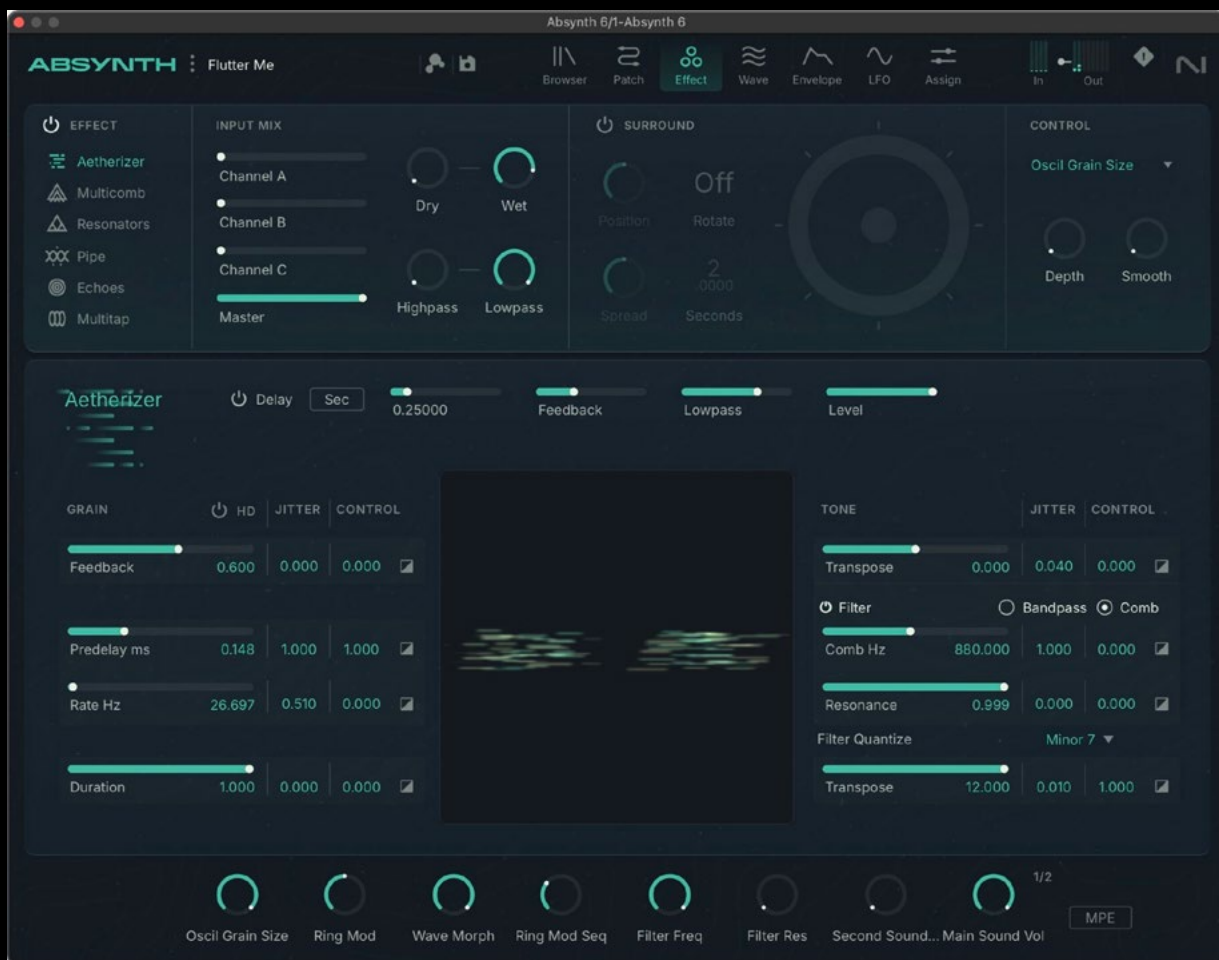 Absynth 6/1-Absynth 6
ABSYNTH
Flutter Me
Browser
Patch
Effect
Wave
Envelope
LFO
Assign
In
Out
EFFECT
Aetherizer
Multicomb
Resonators
Pipe
Echoes
Multitap
INPUT MIX
Channel A
Channel B
Channel C
Master
Dry
Wet
Highpass
Lowpass
SURROUND
Position
Off
Rotate
Spread
2
.0000
Seconds
CONTROL
Oscil Grain Size
Depth
Smooth
Aetherizer
Delay
Sec
0.25000
Feedback
Lowpass
Level
GRAIN HD JITTER CONTROL
Feedback 0.600 0.000 0.000
Predelay ms 0.148 1.000 1.000
Rate Hz 26.697 0.510 0.000
Duration 1.000 0.000 0.000
TONE JITTER CONTROL
Transpose 0.000 0.040 0.000
Filter Bandpass Comb
Comb Hz 880.000 1.000 0.000
Resonance 0.999 0.000 0.000
Filter Quantize Minor 7
Transpose 12.000 0.010 1.000
Oscil Grain Size
Ring Mod
Wave Morph
Ring Mod Seq
Filter Freq
Filter Res
Second Sound...
Main Sound Vol
1/2
MPE